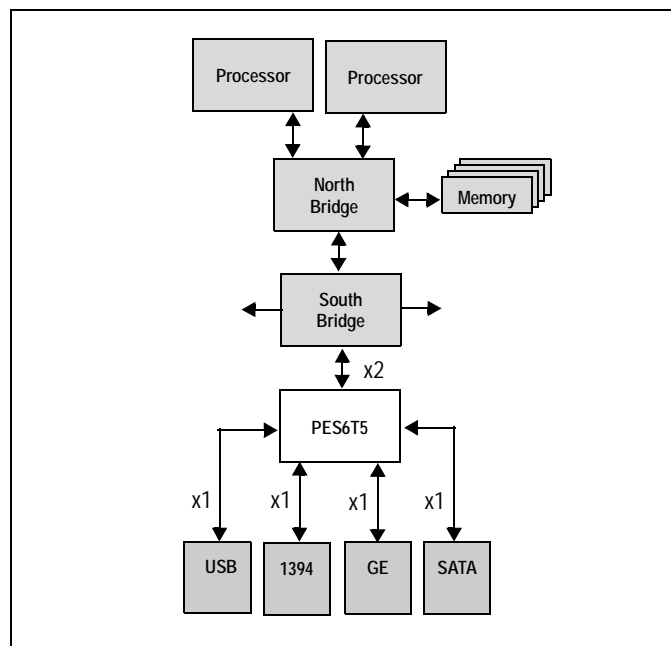 Processor
Processor
North
Bridge
Memory
South
Bridge
x2
PES6T5
x1
x1
x1
x1
USB
1394
GE
SATA